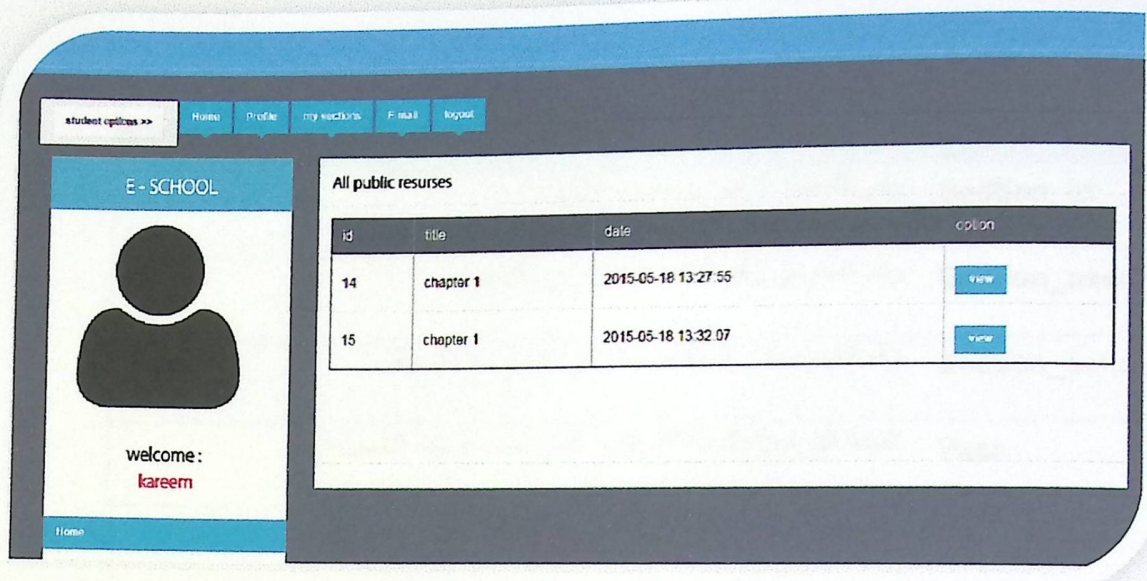 student options >> Home Profile my sections E-mail logout
E - SCHOOL
welcome :
kareem
Home
All public resurses
id title date option
14 chapter 1 2015-05-18 13:27:55 view
15 chapter 1 2015-05-18 13:32:07 view